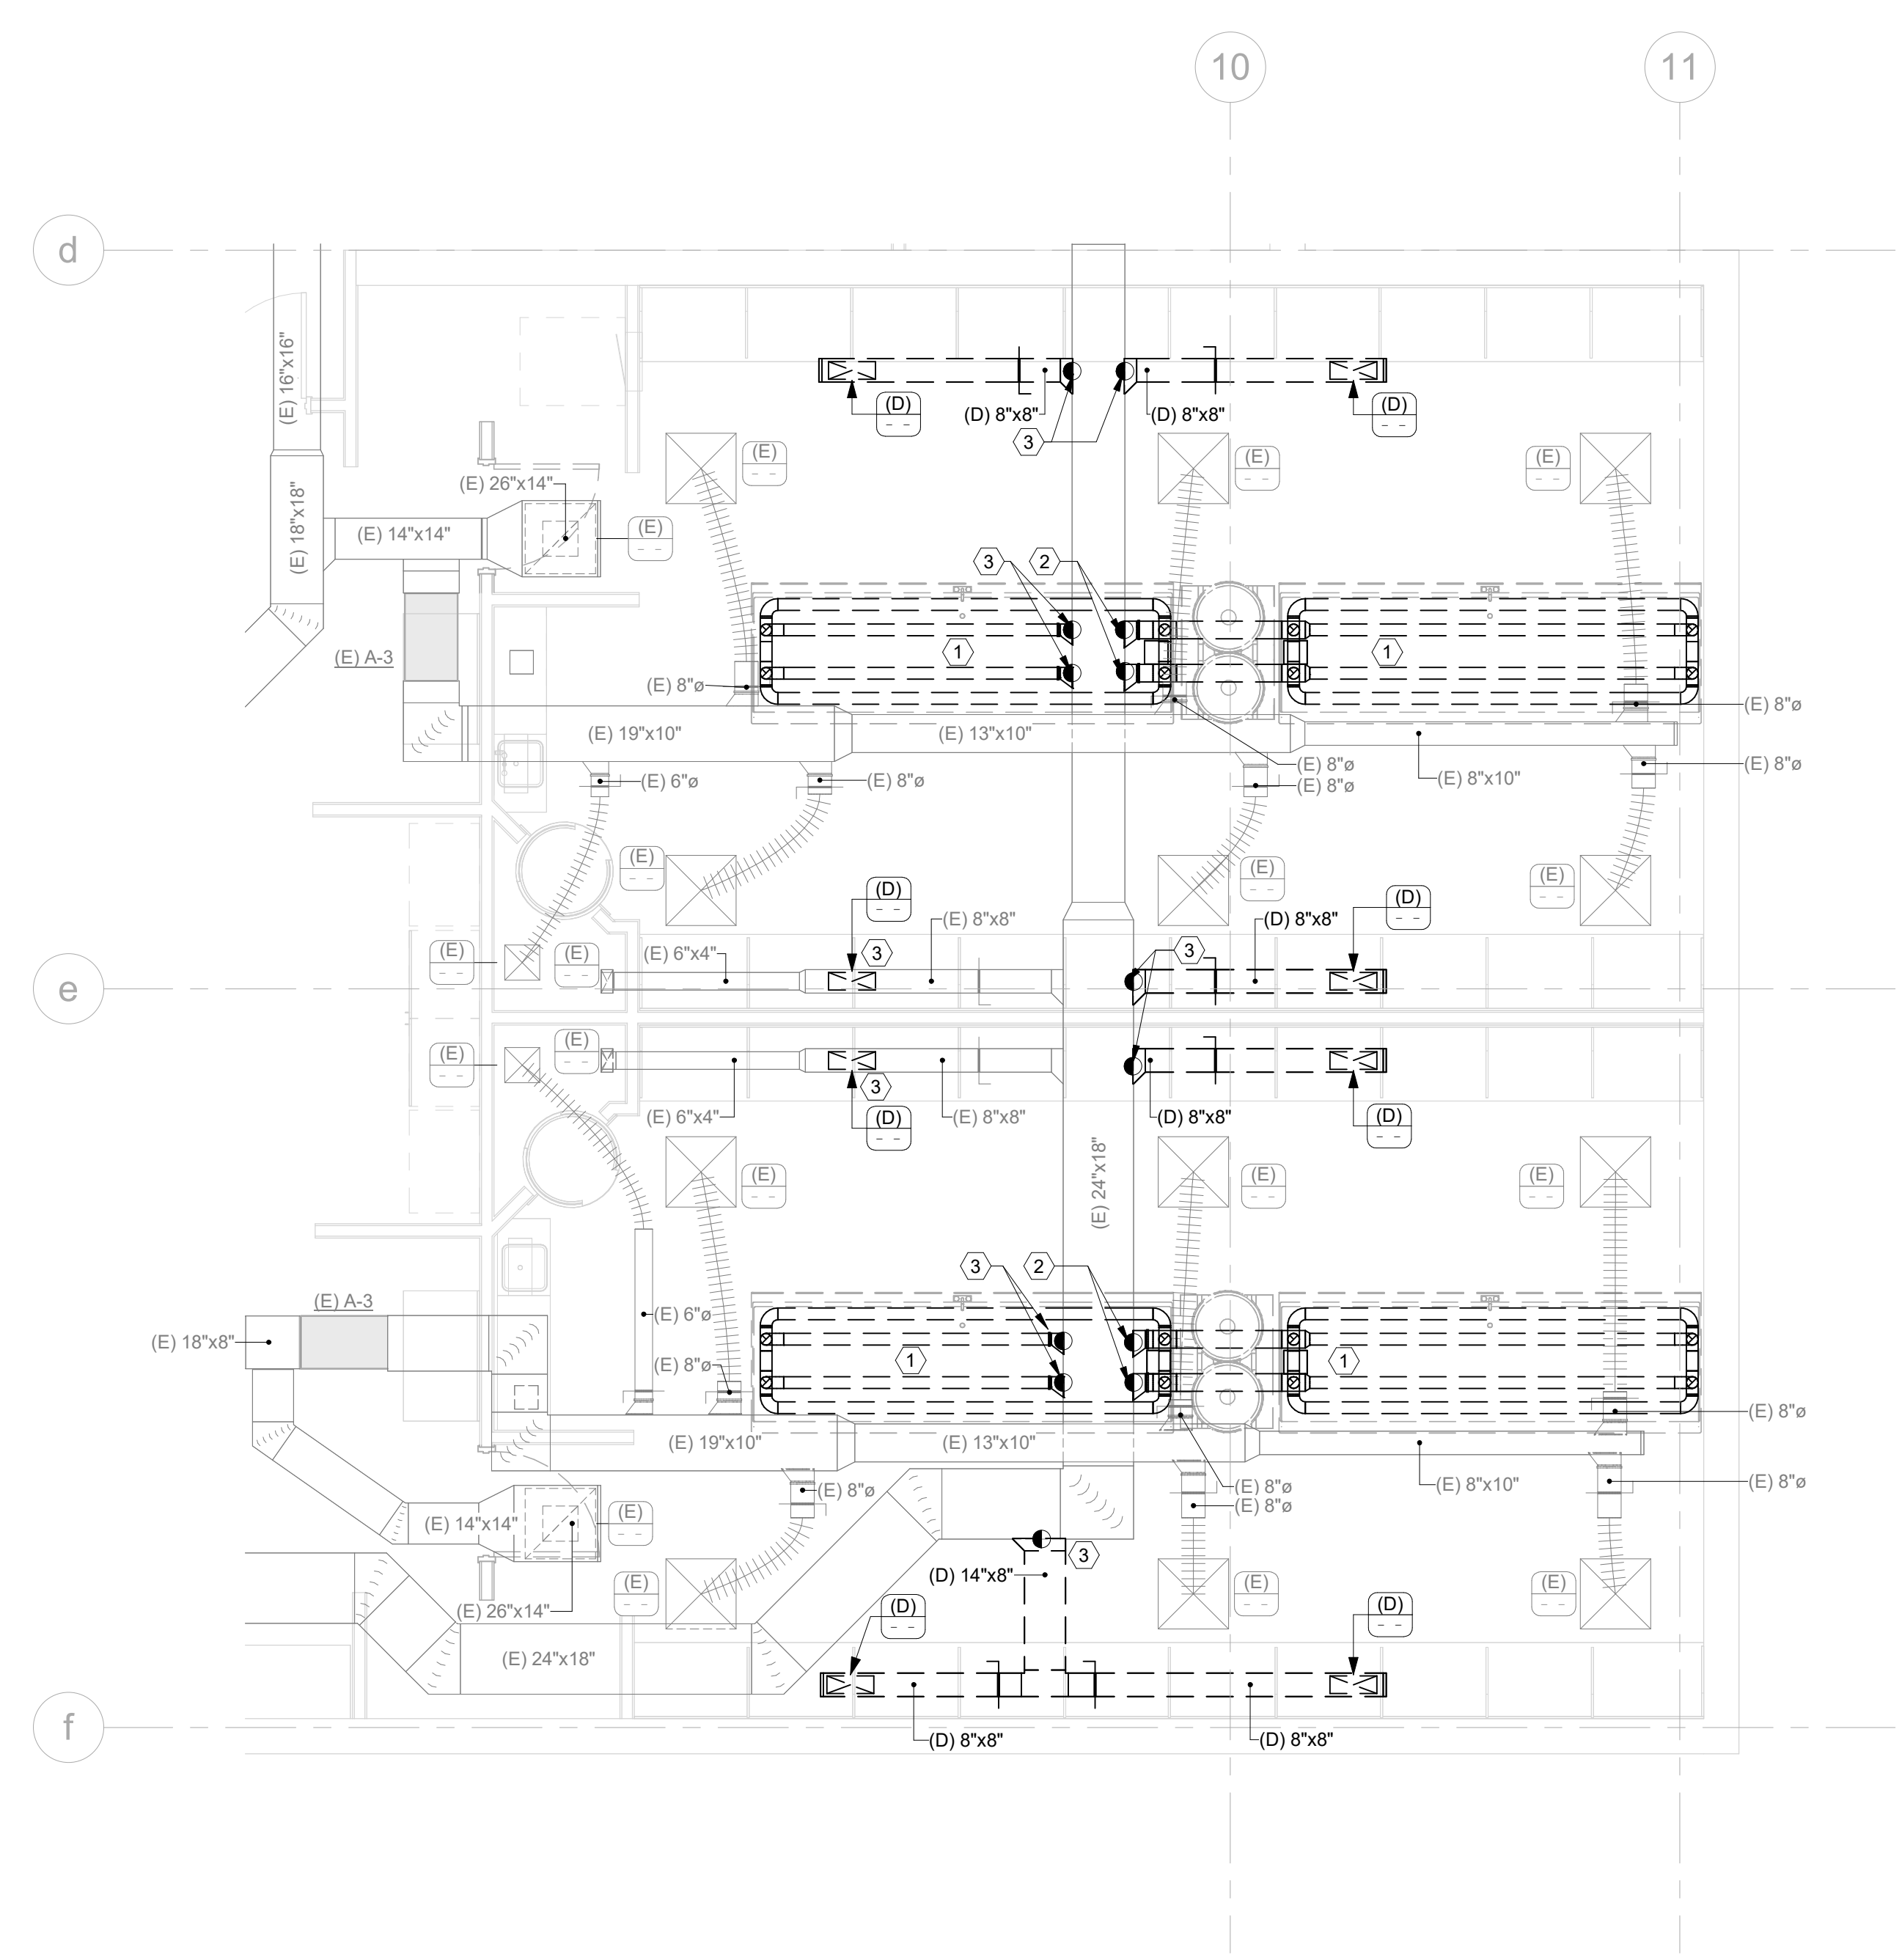 10
11
d
(E) 16"x16"
(D)
- -
(D) 8"x8"
(D) 8"x8"
(D)
- -
3
(E)
- -
(E)
- -
(E)
- -
(E) 26"x14"
(E) 18"x18"
(E) 14"x14"
(E)
- -
3
2
1
1
(E) A-3
(E) 8"ø
(E) 8"ø
(E) 19"x10"
(E) 13"x10"
(E) 8"ø
(E) 8"ø
(E) 6"ø
(E) 8"ø
(E) 8"ø
(E) 8"x10"
(E)
- -
(E)
- -
(E)
- -
(D)
- -
(E) 8"x8"
(D) 8"x8"
(D)
- -
(E)
- -
(E)
- -
(E) 6"x4"
3
3
e
(E)
- -
(E)
- -
3
(E) 6"x4"
(D)
- -
(E) 8"x8"
(D) 8"x8"
(D)
- -
(E)
- -
(E) 24"x18"
(E)
- -
(E)
- -
3
2
(E) A-3
(E) 18"x8"
(E) 6"ø
(E) 8"ø
1
1
(E) 8"ø
(E) 19"x10"
(E) 13"x10"
(E) 8"ø
(E) 8"ø
(E) 8"ø
(E) 8"x10"
(E) 8"ø
(E) 14"x14"
(E)
- -
3
(D) 14"x8"
(E)
- -
(E)
- -
(E)
- -
(E) 26"x14"
(D)
- -
(D)
- -
(E) 24"x18"
f
(D) 8"x8"
(D) 8"x8"